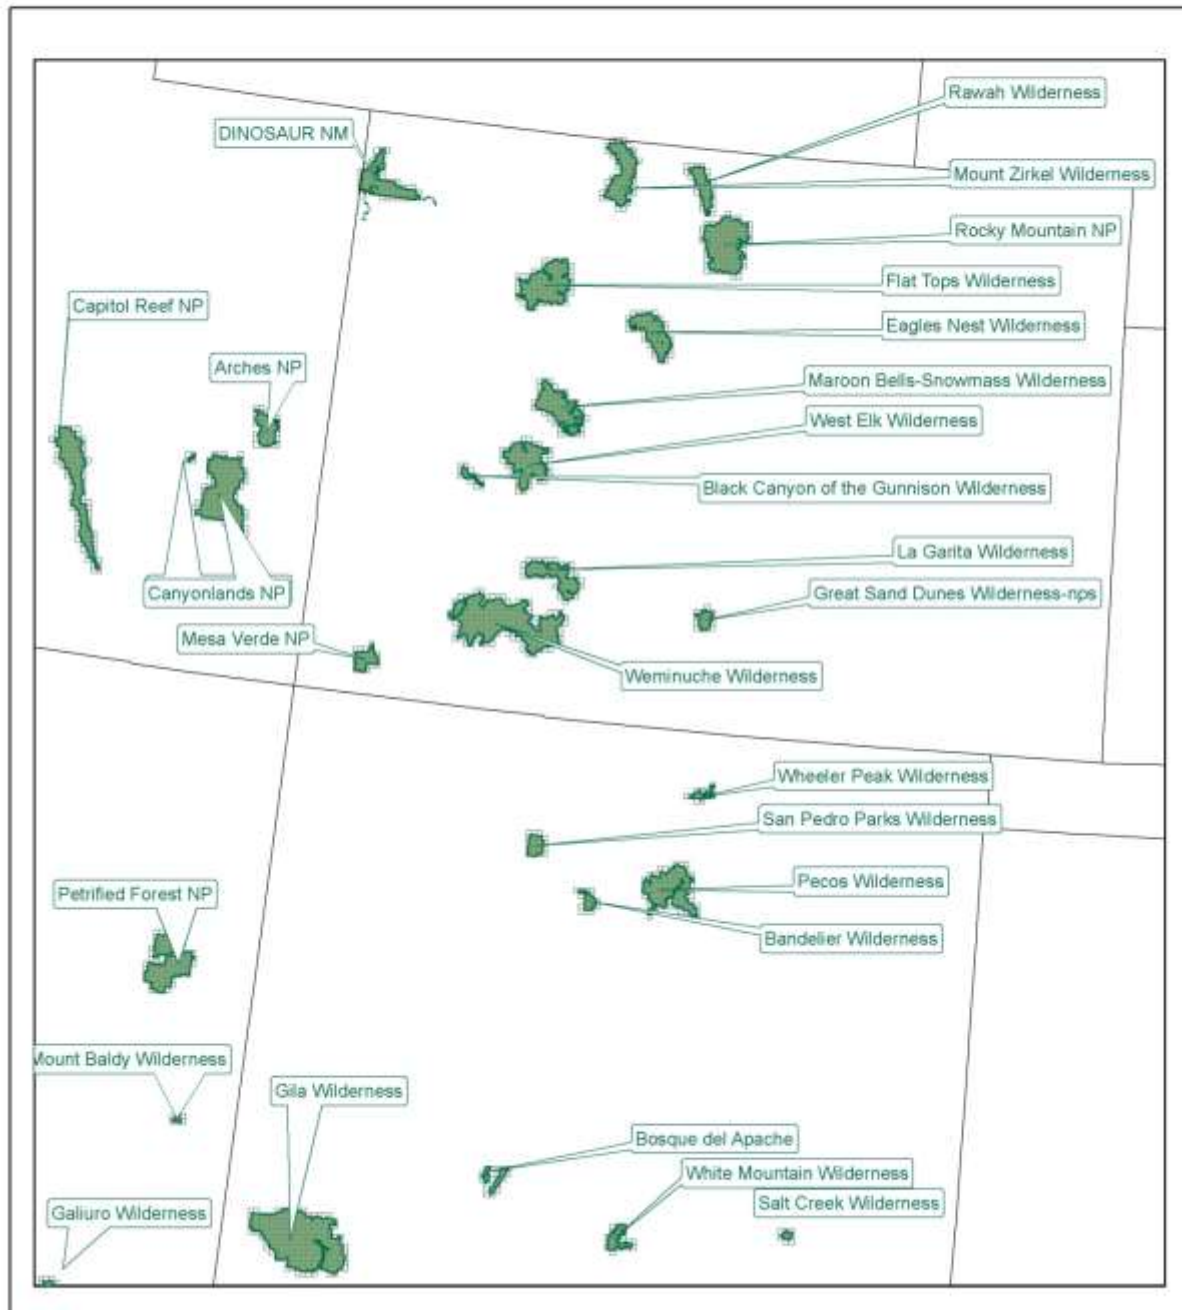 Rawah Wilderness
DINOSAUR NM
Mount Zirkel Wilderness
Rocky Mountain NP
Flat Tops Wilderness
Capitol Reef NP
Eagles Nest Wilderness
Arches NP
Maroon Bells-Snowmass Wilderness
West Elk Wilderness
Black Canyon of the Gunnison Wilderness
La Garita Wilderness
Canyonlands NP
Great Sand Dunes Wilderness-nps
Mesa Verde NP
Weminuche Wilderness
Wheeler Peak Wilderness
San Pedro Parks Wilderness
Petrified Forest NP
Pecos Wilderness
Bandelier Wilderness
Mount Baldy Wilderness
Gila Wilderness
Bosque del Apache
White Mountain Wilderness
Salt Creek Wilderness
Galiuro Wilderness